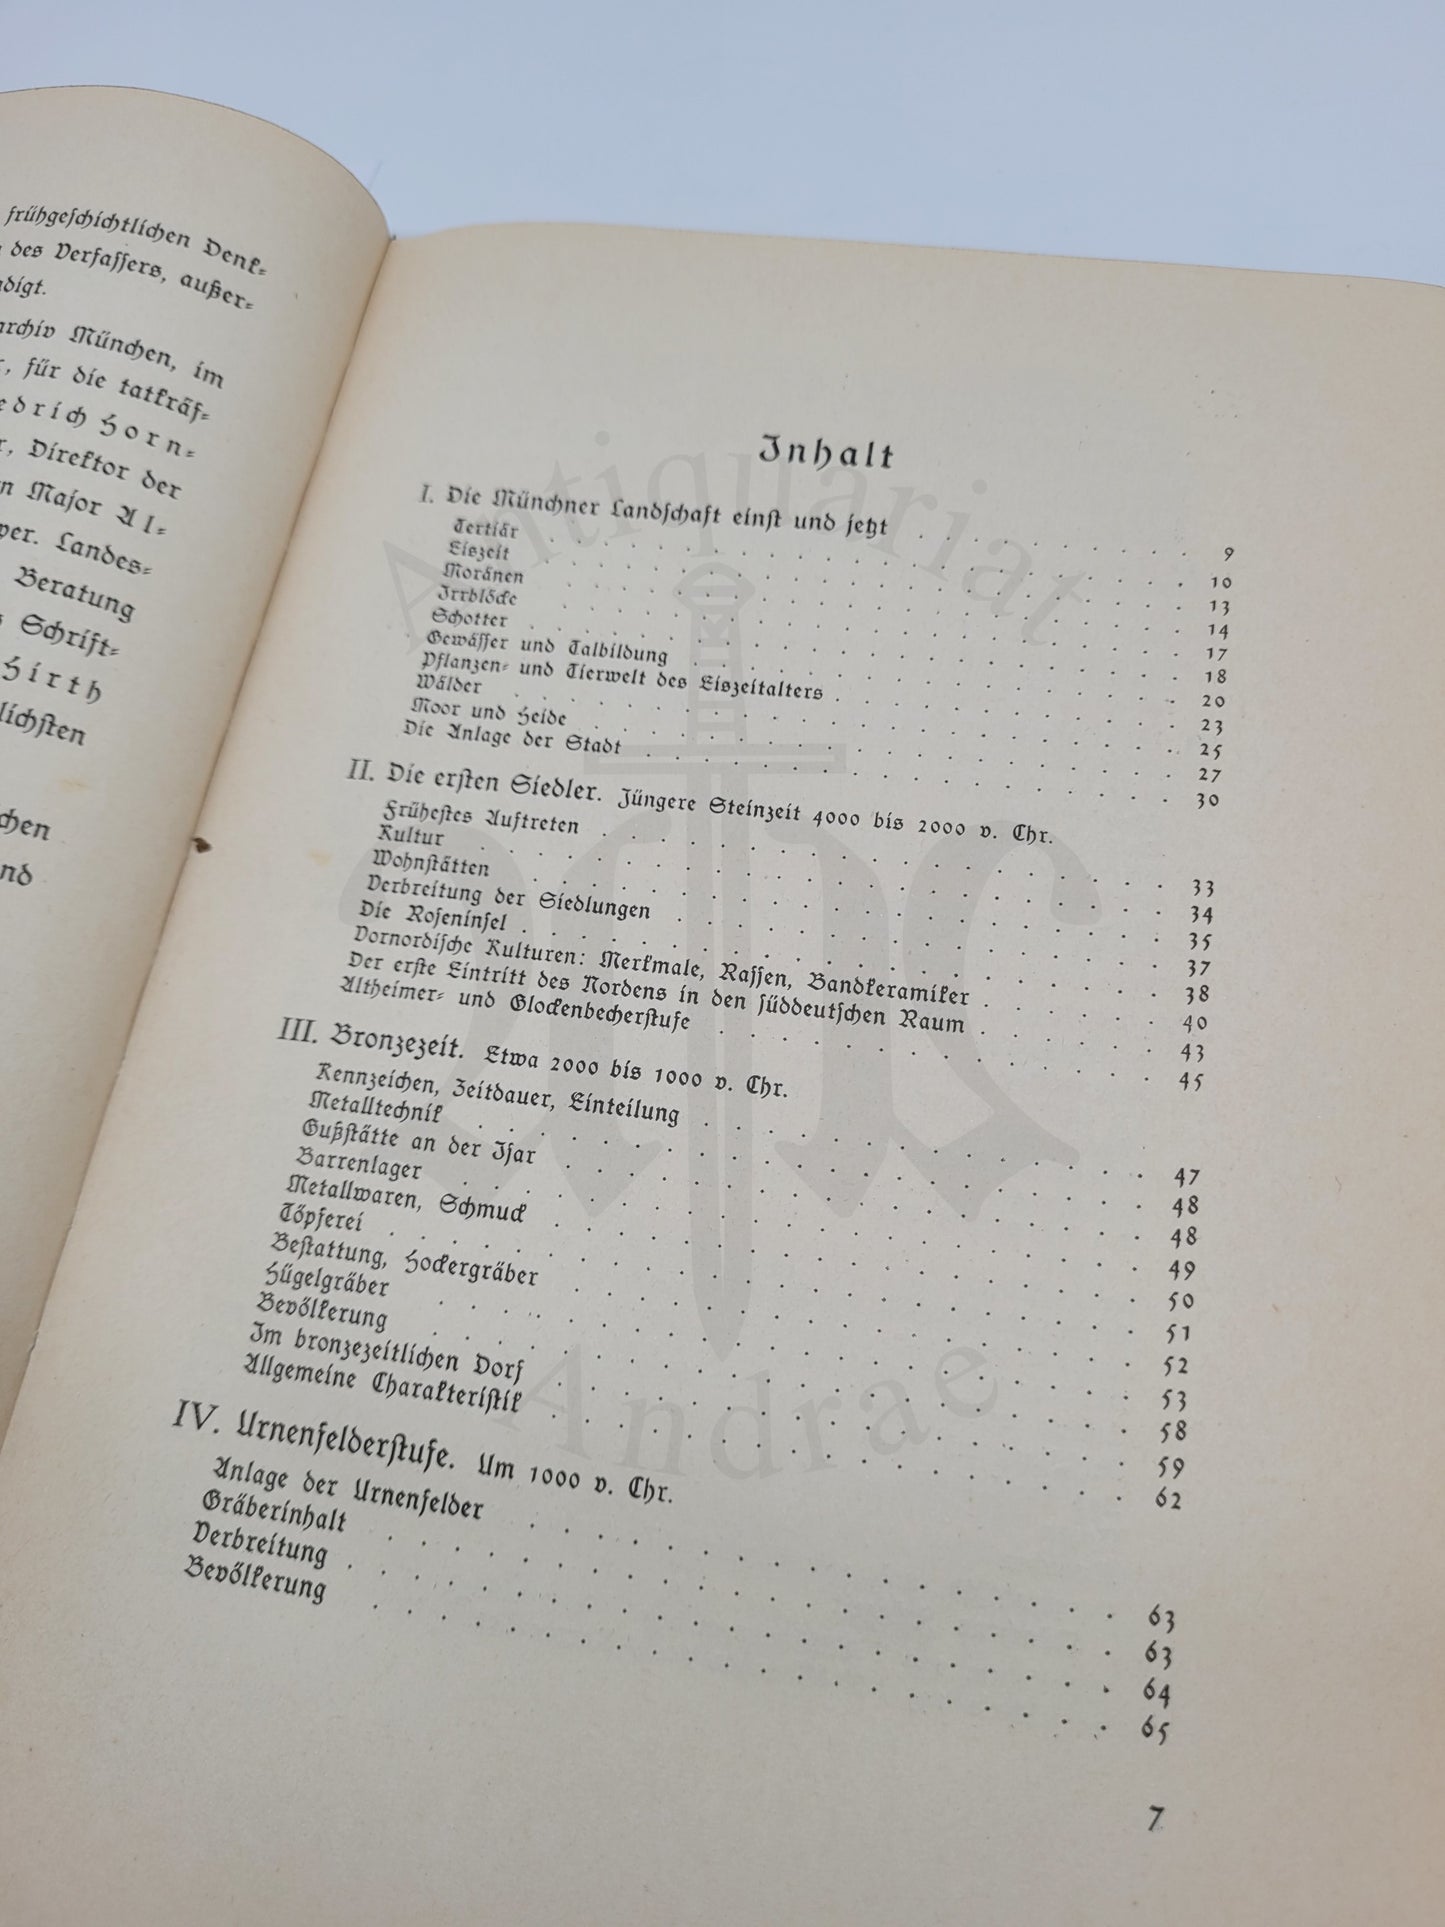 frühgeschichtlichen Denk-
des Verfassers, außer-
digt.
archiv München, im
für die tatkräf-
edrich Horn-
Direktor der
Major Al-
per. Landes-
Beratung
Schrift-
Hirth
lichsten
chen
nd
Inhalt
I. Die Münchner Landschaft einst und jetzt . . . . . . . . . . 9
Tertiär . . . . . . . . . . 10
Eiszeit . . . . . . . . . . 13
Moränen . . . . . . . . . . 14
Irrblöcke . . . . . . . . . . 17
Schotter . . . . . . . . . . 18
Gewässer und Talbildung . . . . . . . . . . 20
Pflanzen- und Tierwelt des Eiszeitalters . . . . . . . . . . 23
Wälder . . . . . . . . . . 25
Moor und Heide . . . . . . . . . . 27
Die Anlage der Stadt . . . . . . . . . . 30
II. Die ersten Siedler. Jüngere Steinzeit 4000 bis 2000 v. Chr.
Frühestes Auftreten . . . . . . . . . . 33
Kultur . . . . . . . . . . 34
Wohnstätten . . . . . . . . . . 35
Verbreitung der Siedlungen . . . . . . . . . . 37
Die Roseninsel . . . . . . . . . . 38
Vornordische Kulturen: Merkmale, Rassen, Bandkeramiker . . . . . . 40
Der erste Eintritt des Nordens in den süddeutschen Raum . . . . . . 43
Altheimer- und Glockenbecherstufe . . . . . . . . . . 45
III. Bronzezeit. Etwa 2000 bis 1000 v. Chr.
Kennzeichen, Zeitdauer, Einteilung . . . . . . . . . . 47
Metalltechnik . . . . . . . . . . 48
Gußstätte an der Isar . . . . . . . . . . 48
Barrenlager . . . . . . . . . . 49
Metallwaren, Schmuck . . . . . . . . . . 50
Töpferei . . . . . . . . . . 51
Bestattung, Hockergräber . . . . . . . . . . 52
Hügelgräber . . . . . . . . . . 53
Bevölkerung . . . . . . . . . . 58
Im bronzezeitlichen Dorf . . . . . . . . . . 59
Allgemeine Charakteristik . . . . . . . . . . 62
IV. Urnenfelderstufe. Um 1000 v. Chr.
Anlage der Urnenfelder . . . . . . . . . . 63
Gräberinhalt . . . . . . . . . . 63
Verbreitung . . . . . . . . . . 64
Bevölkerung . . . . . . . . . . 65
7
Antiquariat
Andrae